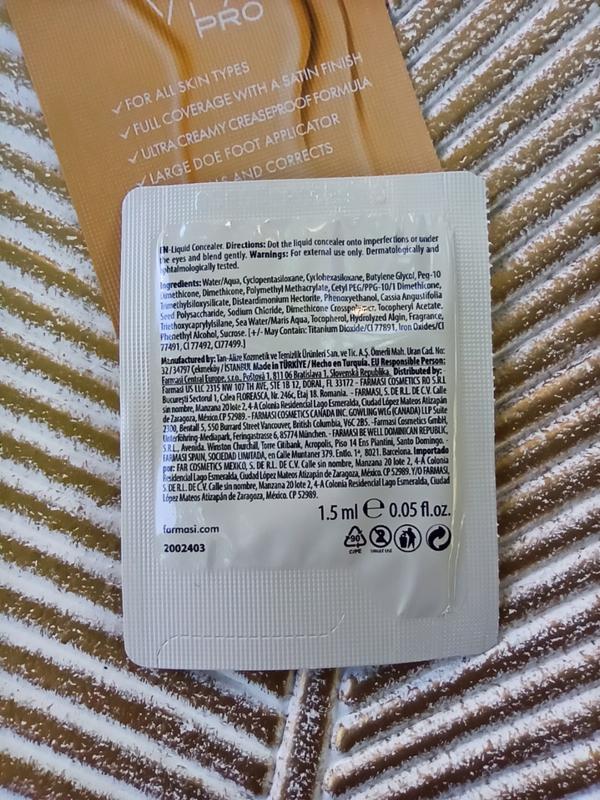 PRO
✓ FOR ALL SKIN TYPES
✓ FULL COVERAGE WITH A SATIN FINISH
✓ ULTRA CREAMY CREASEPROOF FORMULA
✓ LARGE DOE FOOT APPLICATOR
AND CORRECTS
EN-Liquid Concealer. Directions: Dot the liquid concealer onto imperfections or under
the eyes and blend gently. Warnings: For external use only. Dermatologically and
ophtalmologically tested.
Ingredients: Water/Aqua, Cyclopentasiloxane, Cyclohexasiloxane, Butylene Glycol, Peg-10
Dimethicone, Dimethicone, Polymethyl Methacrylate, Cetyl PEG/PPG-10/1 Dimethicone,
Trimethylsiloxysilicate, Disteardimonium Hectorite, Phenoxyethanol, Cassia Angustifolia
Seed Polysaccharide, Sodium Chloride, Dimethicone Crosspolymer, Tocopheryl Acetate,
Triethoxycaprylylsilane, Sea Water/Maris Aqua, Tocopherol, Hydrolyzed Algin, Fragrance,
Phenethyl Alcohol, Sucrose. [+/- May Contain: Titanium Dioxide/CI 77891, Iron Oxides/CI
77491, CI 77492, CI77499.]
Manufactured by: Tan-Alize Kozmetik ve Temizlik Ürünleri San. ve Tic. A.Ş. Ömerli Mah. Uran Cad. No:
32/34797 Çekmeköy / İSTANBUL Made in TÜRKİYE / Hecho en Turquía. EU Responsible Person:
Farmasi Central Europe, s.r.o., Poštová 1, 811 06 Bratislava 1, Slovenská Republika. Distributed by:
Farmasi US LLC 2315 NW 107 TH AVE, STE 1B 12, DORAL, FL 33172 - FARMASI COSMETICS RO S.R.L
București Sectorul 1, Calea FLOREASCA, Nr. 246c, Etaj 18. Romania. - FARMASI, S. DE R.L. DE C.V. Calle
sin nombre, Manzana 20 lote 2, 4-A Colonia Residencial Lago Esmeralda, Ciudad López Mateos Atizapán
de Zaragoza, México.CP 52989. - FARMASI COSMETICS CANADA INC. GOWLING WLG (CANADA) LLP Suite
2300, Bentall 5, 550 Burrard Street Vancouver, British Columbia, V6C 2B5. -Farmasi Cosmetics GmbH,
Unterföhring-Mediapark, Feringastrasse 6, 85774 München. - FARMASI BE WELL DOMINICAN REPUBLIC
S.R.L., Avenida. Winston Churchill, Torre Citibank, Acropolis, Piso 14 Ens Piantini, Santo Domingo. -
FARMASI SPAIN, SOCIEDAD LIMITADA, en Calle Muntaner 379. Entlo. 1ª, 8021. Barcelona. Importado
por: FAR COSMETICS MEXICO, S. DE R.L. DE C.V. Calle sin nombre, Manzana 20 lote 2, 4-A Colonia
Residencial Lago Esmeralda, Ciudad López Mateos Atizapán de Zaragoza, México. CP 52989. Y/O FARMASI,
S. DE R.L. DE C.V. Calle sin nombre, Manzana 20 lote 2, 4-A Colonia Residencial Lago Esmeralda, Ciudad
López Mateos Atizapán de Zaragoza, México. CP 52989.
1.5 ml ℮ 0.05 fl.oz.
farmasi.com
2002403
90
C/PE
SINGLE USE